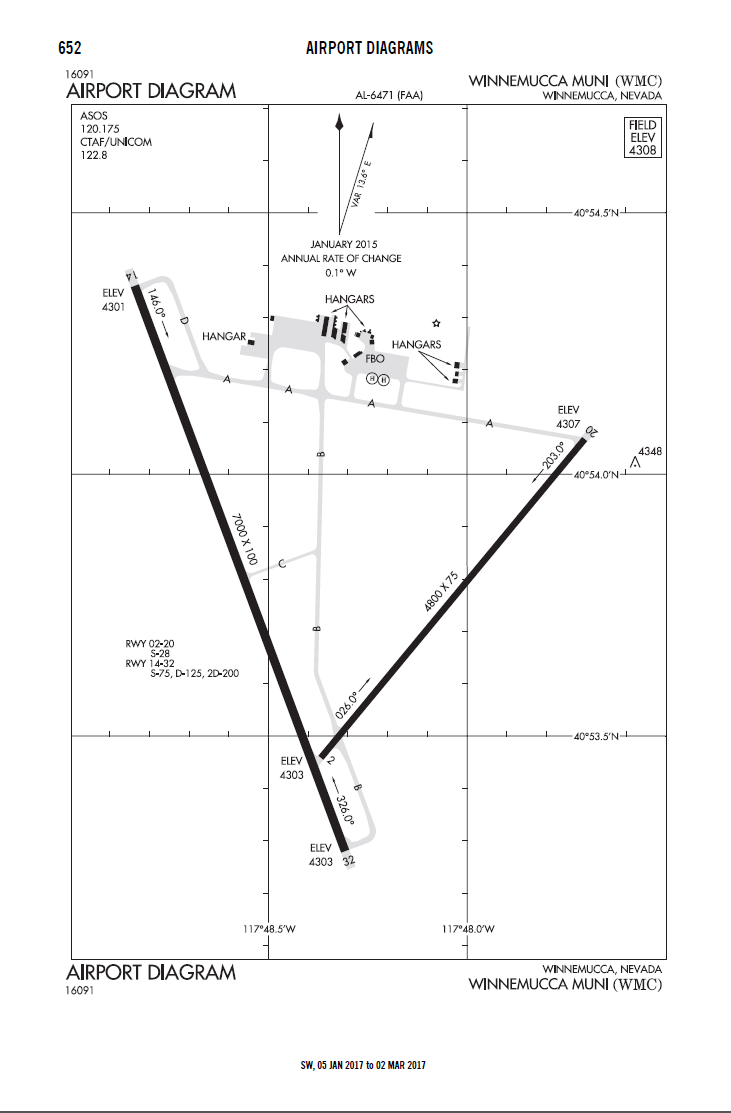 652
AIRPORT DIAGRAMS
16091
AIRPORT DIAGRAM
AL-6471 (FAA)
WINNEMUCCA MUNI (WMC)
WINNEMUCCA, NEVADA
ASOS
120.175
CTAF/UNICOM
122.8
FIELD
ELEV
4308
VAR 13.6° E
40°54.5'N
JANUARY 2015
ANNUAL RATE OF CHANGE
0.1° W
14
ELEV
4301
146.0°
D
HANGARS
HANGAR
HANGARS
FBO
H
H
A
A
A
A
ELEV
4307
20
203.0°
4348
40°54.0'N
B
7000 X 100
C
4800 X 75
B
RWY 02-20
S-28
RWY 14-32
S-75, D-125, 2D-200
026.0°
40°53.5'N
ELEV
4303
2
B
326.0°
ELEV
4303
32
117°48.5'W
117°48.0'W
AIRPORT DIAGRAM
16091
WINNEMUCCA, NEVADA
WINNEMUCCA MUNI (WMC)
SW, 05 JAN 2017 to 02 MAR 2017